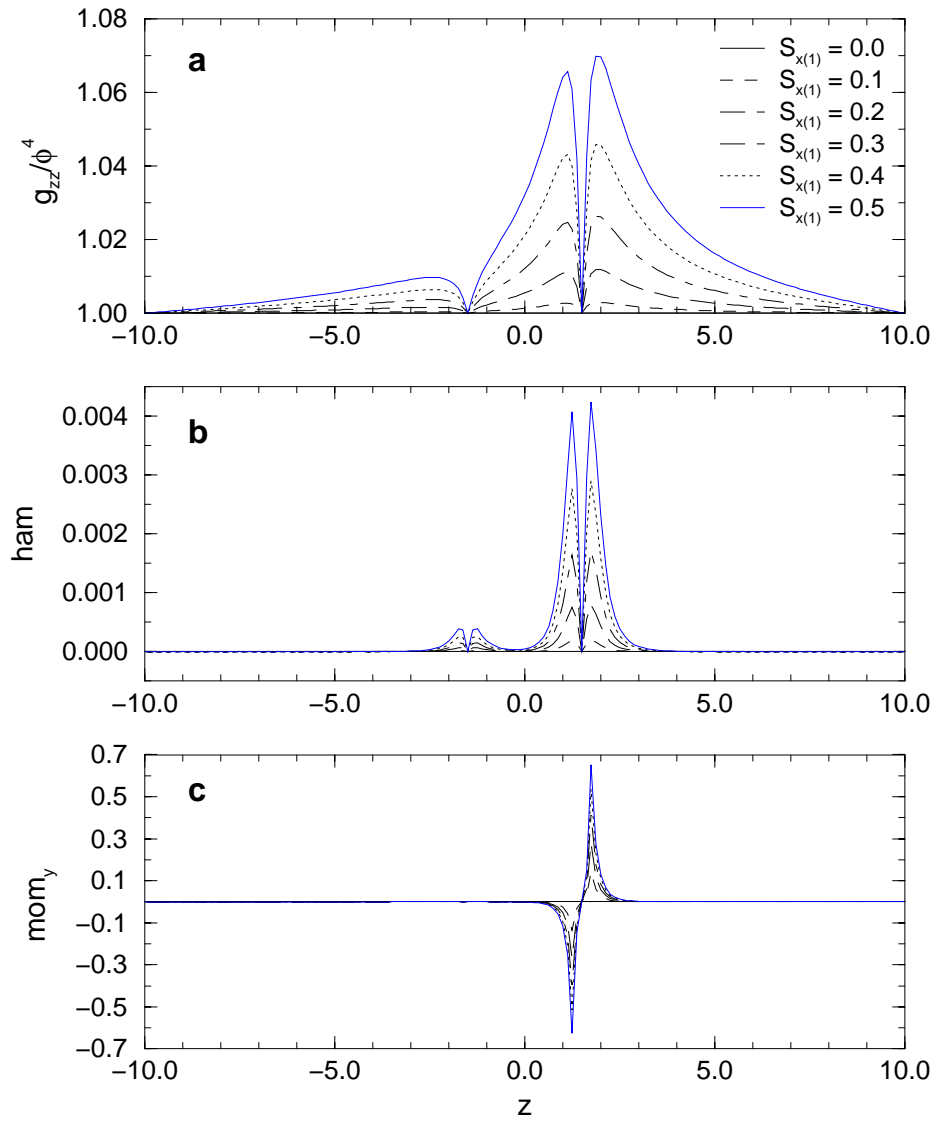 a
g_zz/ϕ^4
1.08
1.06
1.04
1.02
1.00
S_x(1) = 0.0
S_x(1) = 0.1
S_x(1) = 0.2
S_x(1) = 0.3
S_x(1) = 0.4
S_x(1) = 0.5
−10.0 −5.0 0.0 5.0 10.0
b
ham
0.004
0.003
0.002
0.001
0.000
−10.0 −5.0 0.0 5.0 10.0
c
mom_y
0.7
0.5
0.3
0.1
−0.1
−0.3
−0.5
−0.7
−10.0 −5.0 0.0 5.0 10.0
z